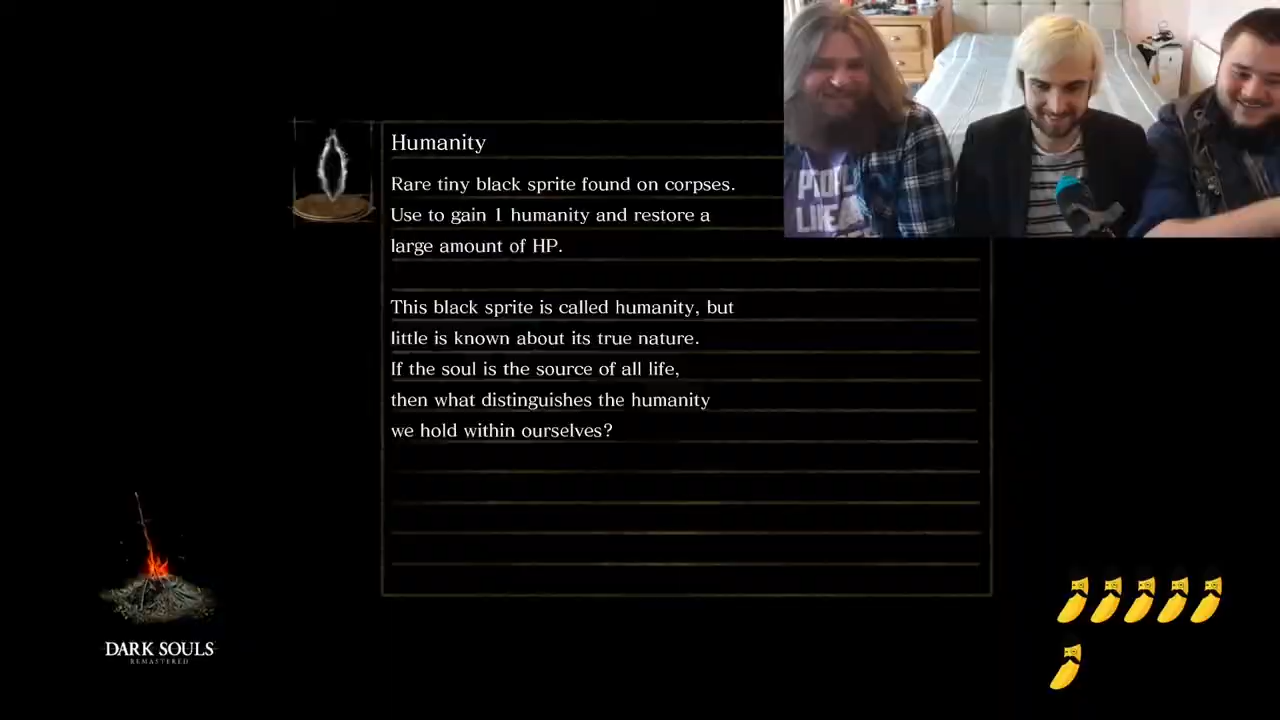 Humanity
Rare tiny black sprite found on corpses.
Use to gain 1 humanity and restore a
large amount of HP.
This black sprite is called humanity, but
little is known about its true nature.
If the soul is the source of all life,
then what distinguishes the humanity
we hold within ourselves?
PEOPLE
LIKE
DARK SOULS
REMASTERED